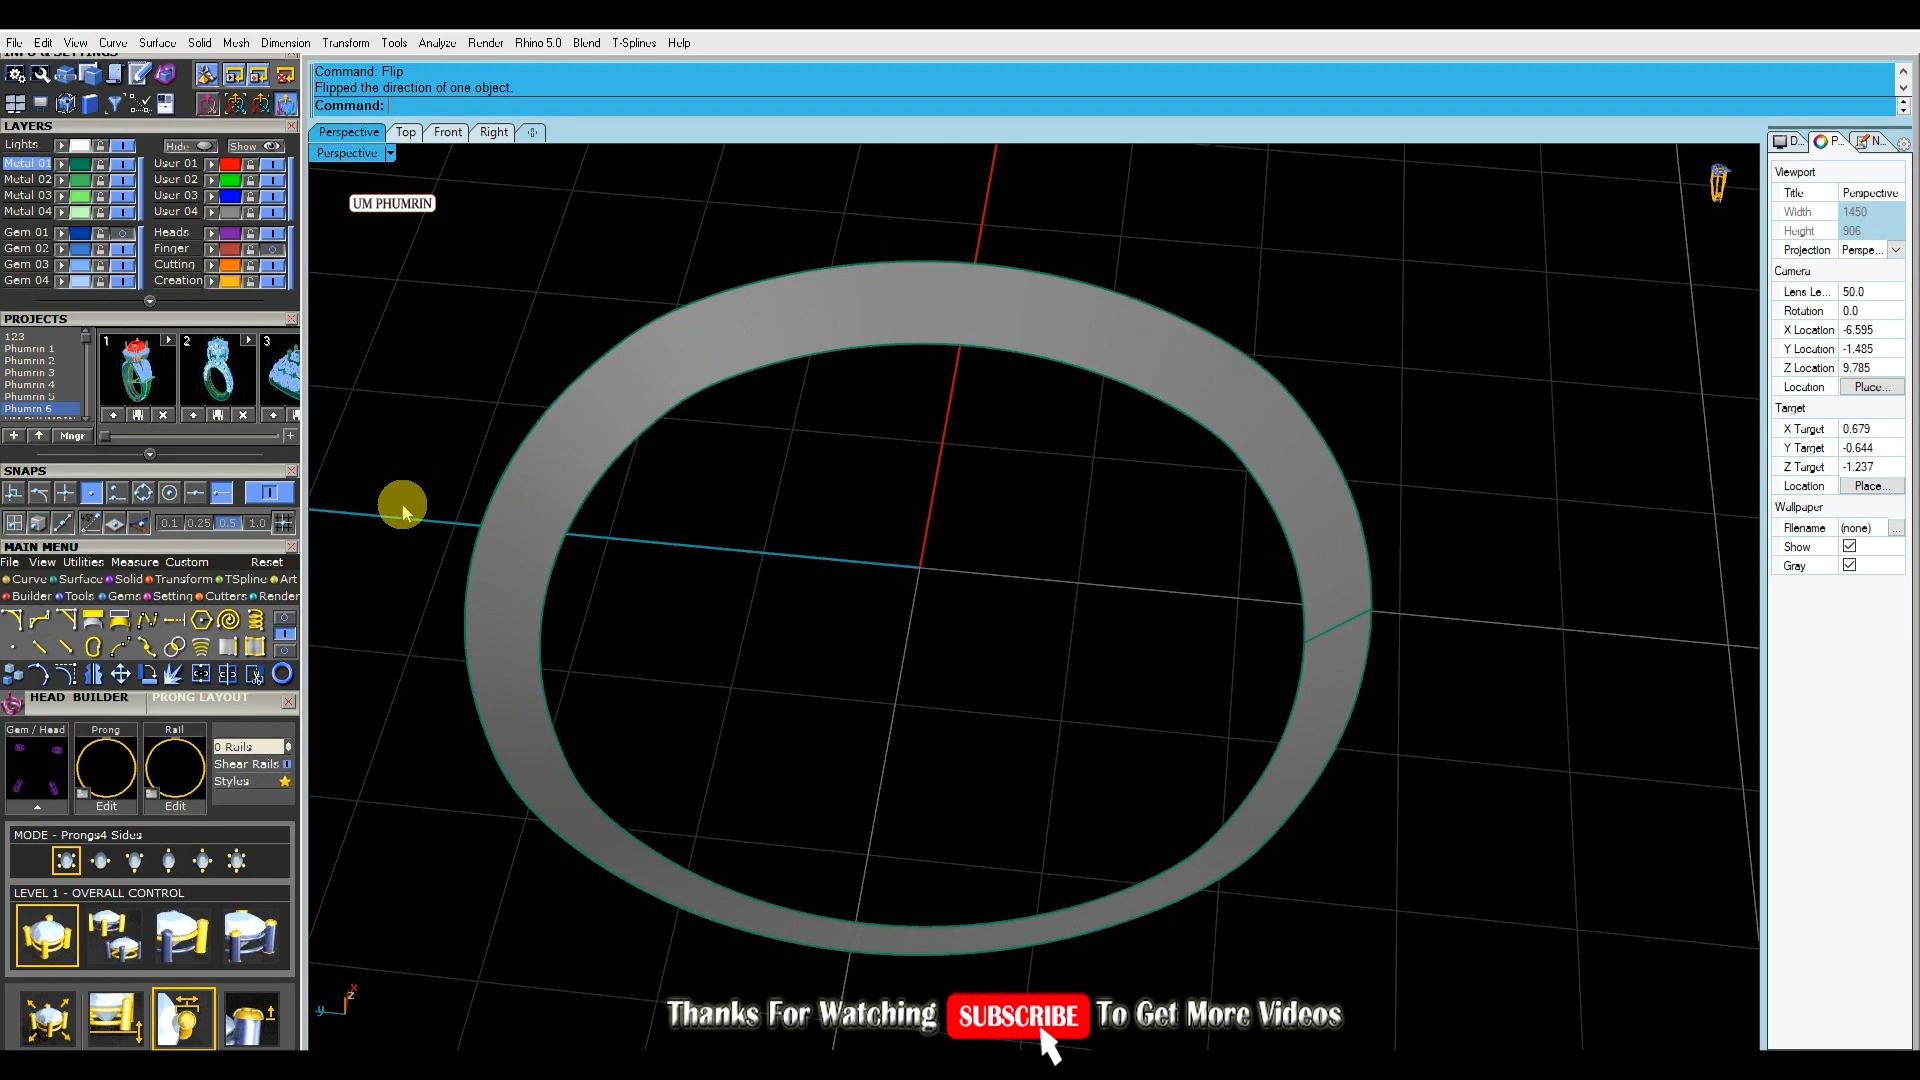 File Edit View Curve Surface Solid Mesh Dimension Transform Tools Analyze Render Rhino 5.0 Blend T-Splines Help
INFO & SETTINGS
Command: Flip
Flipped the direction of one object.
Command:
LAYERS
Lights Hide Show
Metal 01 User 01
Metal 02 User 02
Metal 03 User 03
Metal 04 User 04
Gem 01 Heads
Gem 02 Finger
Gem 03 Cutting
Gem 04 Creation
PROJECTS
123
Phumrin 1
Phumrin 2
Phumrin 3
Phumrin 4
Phumrin 5
Phumrin 6
1 2 3
Mngr
SNAPS
0.1 0.25 0.5 1.0
MAIN MENU
File View Utilities Measure Custom Reset
Curve Surface Solid Transform TSpline Art
Builder Tools Gems Setting Cutters Render
HEAD BUILDER PRONG LAYOUT
Gem / Head Prong Rail
0 Rails
Shear Rails
Styles
Edit Edit
MODE - Prongs4 Sides
LEVEL 1 - OVERALL CONTROL
Perspective Top Front Right
Perspective
UM PHUMRIN
z x
y
Thanks For Watching SUBSCRIBE To Get More Videos
D... P... N...
Viewport
Title Perspective
Width 1450
Height 906
Projection Perspe...
Camera
Lens Le... 50.0
Rotation 0.0
X Location -6.595
Y Location -1.485
Z Location 9.785
Location Place...
Target
X Target 0.679
Y Target -0.644
Z Target -1.237
Location Place...
Wallpaper
Filename (none) ...
Show
Gray